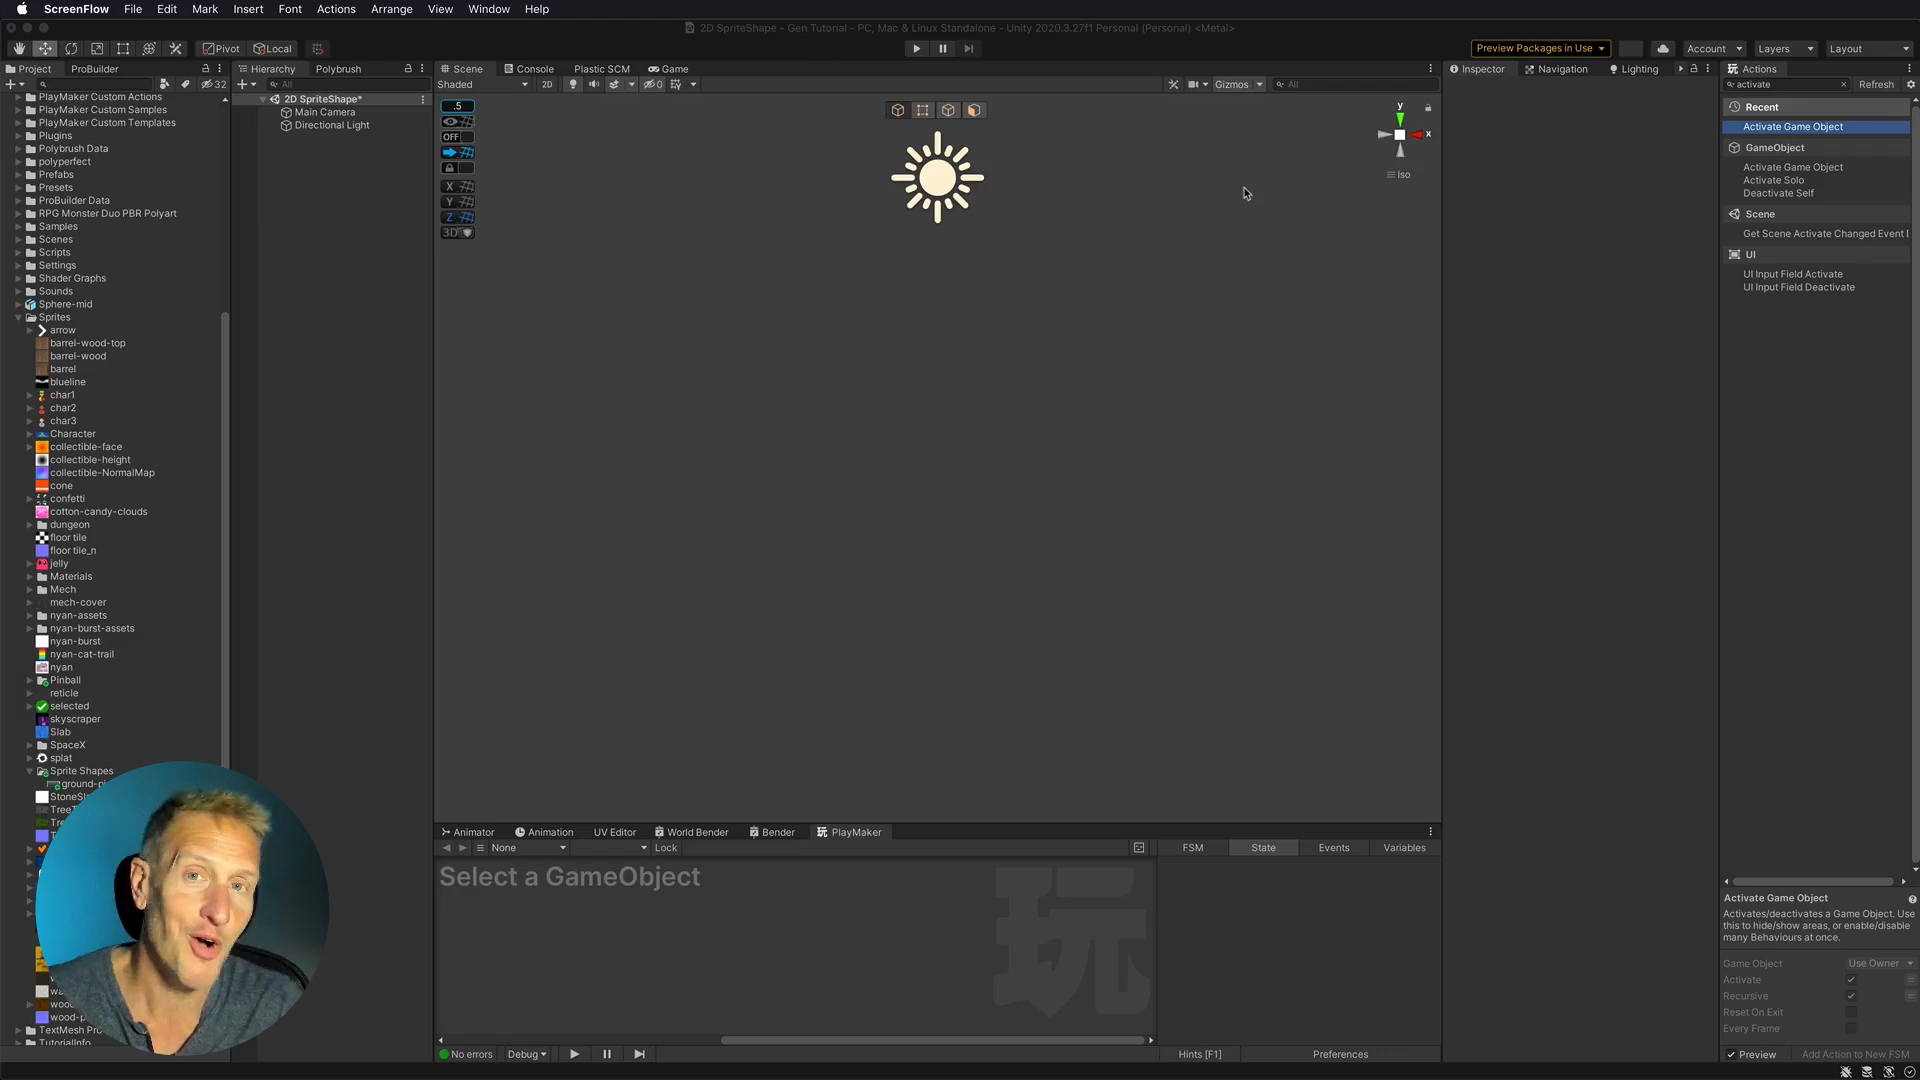 ScreenFlow File Edit Mark Insert Font Actions Arrange View Window Help
2D SpriteShape - Gen Tutorial - PC, Mac & Linux Standalone - Unity 2020.3.27f1 Personal (Personal) <Metal>
Pivot Local
Preview Packages in Use
Account Layers Layout
Project ProBuilder
32
PlayMaker Custom Actions
PlayMaker Custom Samples
PlayMaker Custom Templates
Plugins
Polybrush Data
polyperfect
Prefabs
Presets
ProBuilder Data
RPG Monster Duo PBR Polyart
Samples
Scenes
Scripts
Settings
Shader Graphs
Sounds
Sphere-mid
Sprites
arrow
barrel-wood-top
barrel-wood
barrel
blueline
char1
char2
char3
Character
collectible-face
collectible-height
collectible-NormalMap
cone
confetti
cotton-candy-clouds
dungeon
floor tile
floor tile_n
jelly
Materials
Mech
mech-cover
nyan-assets
nyan-burst-assets
nyan-burst
nyan-cat-trail
nyan
Pinball
reticle
selected
skyscraper
Slab
SpaceX
splat
Sprite Shapes
TextMesh Pro
TutorialInfo
Hierarchy Polybrush
All
2D SpriteShape*
Main Camera
Directional Light
Scene Console Plastic SCM Game
Shaded 2D
0
Gizmos All
.5
OFF
X
Y
Z
3D
y
x
Iso
Animator Animation UV Editor World Bender Bender PlayMaker
None Lock
FSM State Events Variables
Select a GameObject
玩
No errors Debug
Hints [F1] Preferences
Inspector Navigation Lighting
Actions
activate Refresh
Recent
Activate Game Object
GameObject
Activate Game Object
Activate Solo
Deactivate Self
Scene
Get Scene Activate Changed Event
UI
UI Input Field Activate
UI Input Field Deactivate
Activate Game Object
Activates/deactivates a Game Object. Use
this to hide/show areas, or enable/disable
many Behaviours at once.
Game Object Use Owner
Activate
Recursive
Reset On Exit
Every Frame
Preview Add Action to New FSM